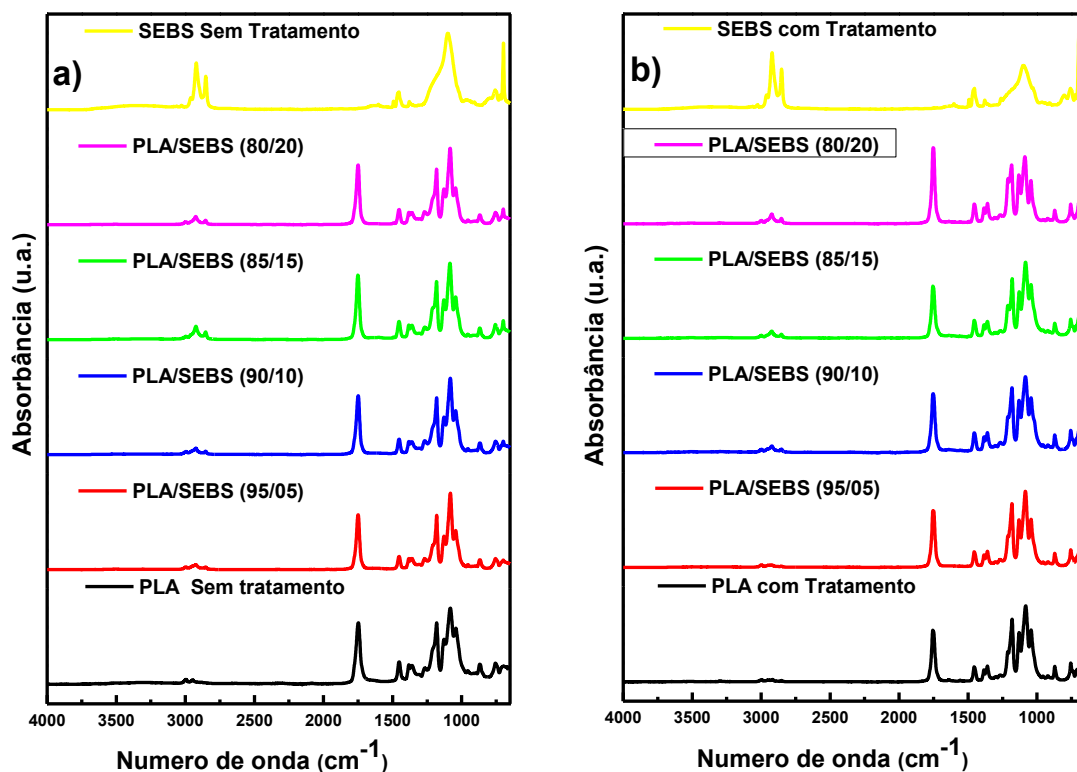 a)
SEBS Sem Tratamento
PLA/SEBS (80/20)
PLA/SEBS (85/15)
PLA/SEBS (90/10)
PLA/SEBS (95/05)
PLA Sem tratamento
Absorbância (u.a.)
4000 3500 3000 2500 2000 1500 1000
Numero de onda (cm-1)
b)
SEBS com Tratamento
PLA/SEBS (80/20)
PLA/SEBS (85/15)
PLA/SEBS (90/10)
PLA/SEBS (95/05)
PLA com Tratamento
Absorbância (u.a.)
4000 3500 3000 2500 2000 1500 1000
Numero de onda (cm-1)